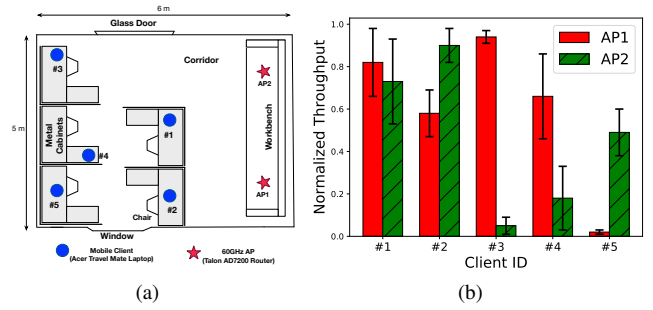 6 m
Glass Door
#3
Corridor
AP2
5 m
Metal
Cabinets
#1
#4
Workbench
#5
#2
AP1
Chair
Window
Mobile Client
(Acer Travel Mate Laptop)
60GHz AP
(Talon AD7200 Router)
(a)
Normalized Throughput
1.0
0.8
0.6
0.4
0.2
0.0
AP1
AP2
#1 #2 #3 #4 #5
Client ID
(b)